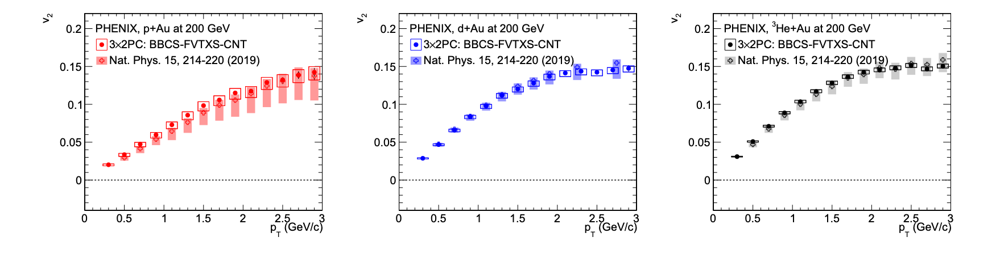 v2
0.2
0.15
0.1
0.05
0
PHENIX, p+Au at 200 GeV
3×2PC: BBCS-FVTXS-CNT
Nat. Phys. 15, 214-220 (2019)
0 0.5 1 1.5 2 2.5 3
pT (GeV/c)
v2
0.2
0.15
0.1
0.05
0
PHENIX, d+Au at 200 GeV
3×2PC: BBCS-FVTXS-CNT
Nat. Phys. 15, 214-220 (2019)
0 0.5 1 1.5 2 2.5 3
pT (GeV/c)
v2
0.2
0.15
0.1
0.05
0
PHENIX, ³He+Au at 200 GeV
3×2PC: BBCS-FVTXS-CNT
Nat. Phys. 15, 214-220 (2019)
0 0.5 1 1.5 2 2.5 3
pT (GeV/c)